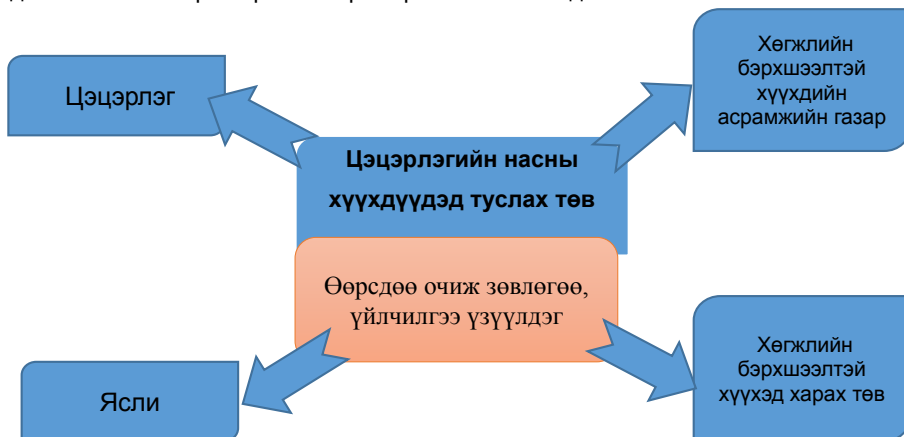 Цэцэрлэг
Хөгжлийн
бэрхшээлтэй
хүүхдийн
асрамжийн газар
Цэцэрлэгийн насны
хүүхдүүдэд туслах төв
Өөрсдөө очиж зөвлөгөө,
үйлчилгээ үзүүлдэг
Ясли
Хөгжлийн
бэрхшээлтэй
хүүхэд харах төв